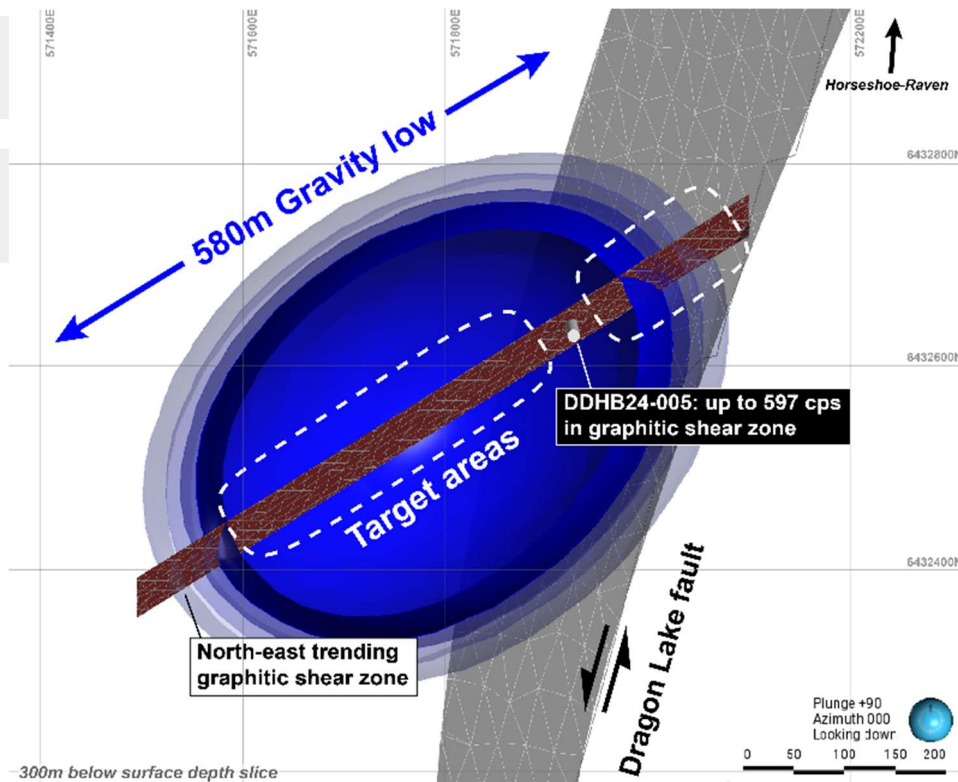 571400E
571600E
571800E
572200E
Horseshoe-Raven
580m Gravity low
6432800N
6432600N
DDHB24-005: up to 597 cps
in graphitic shear zone
Target areas
6432400N
North-east trending
graphitic shear zone
Dragon Lake fault
Plunge +90
Azimuth 000
Looking down
0m 50 100 150 200
300m below surface depth slice